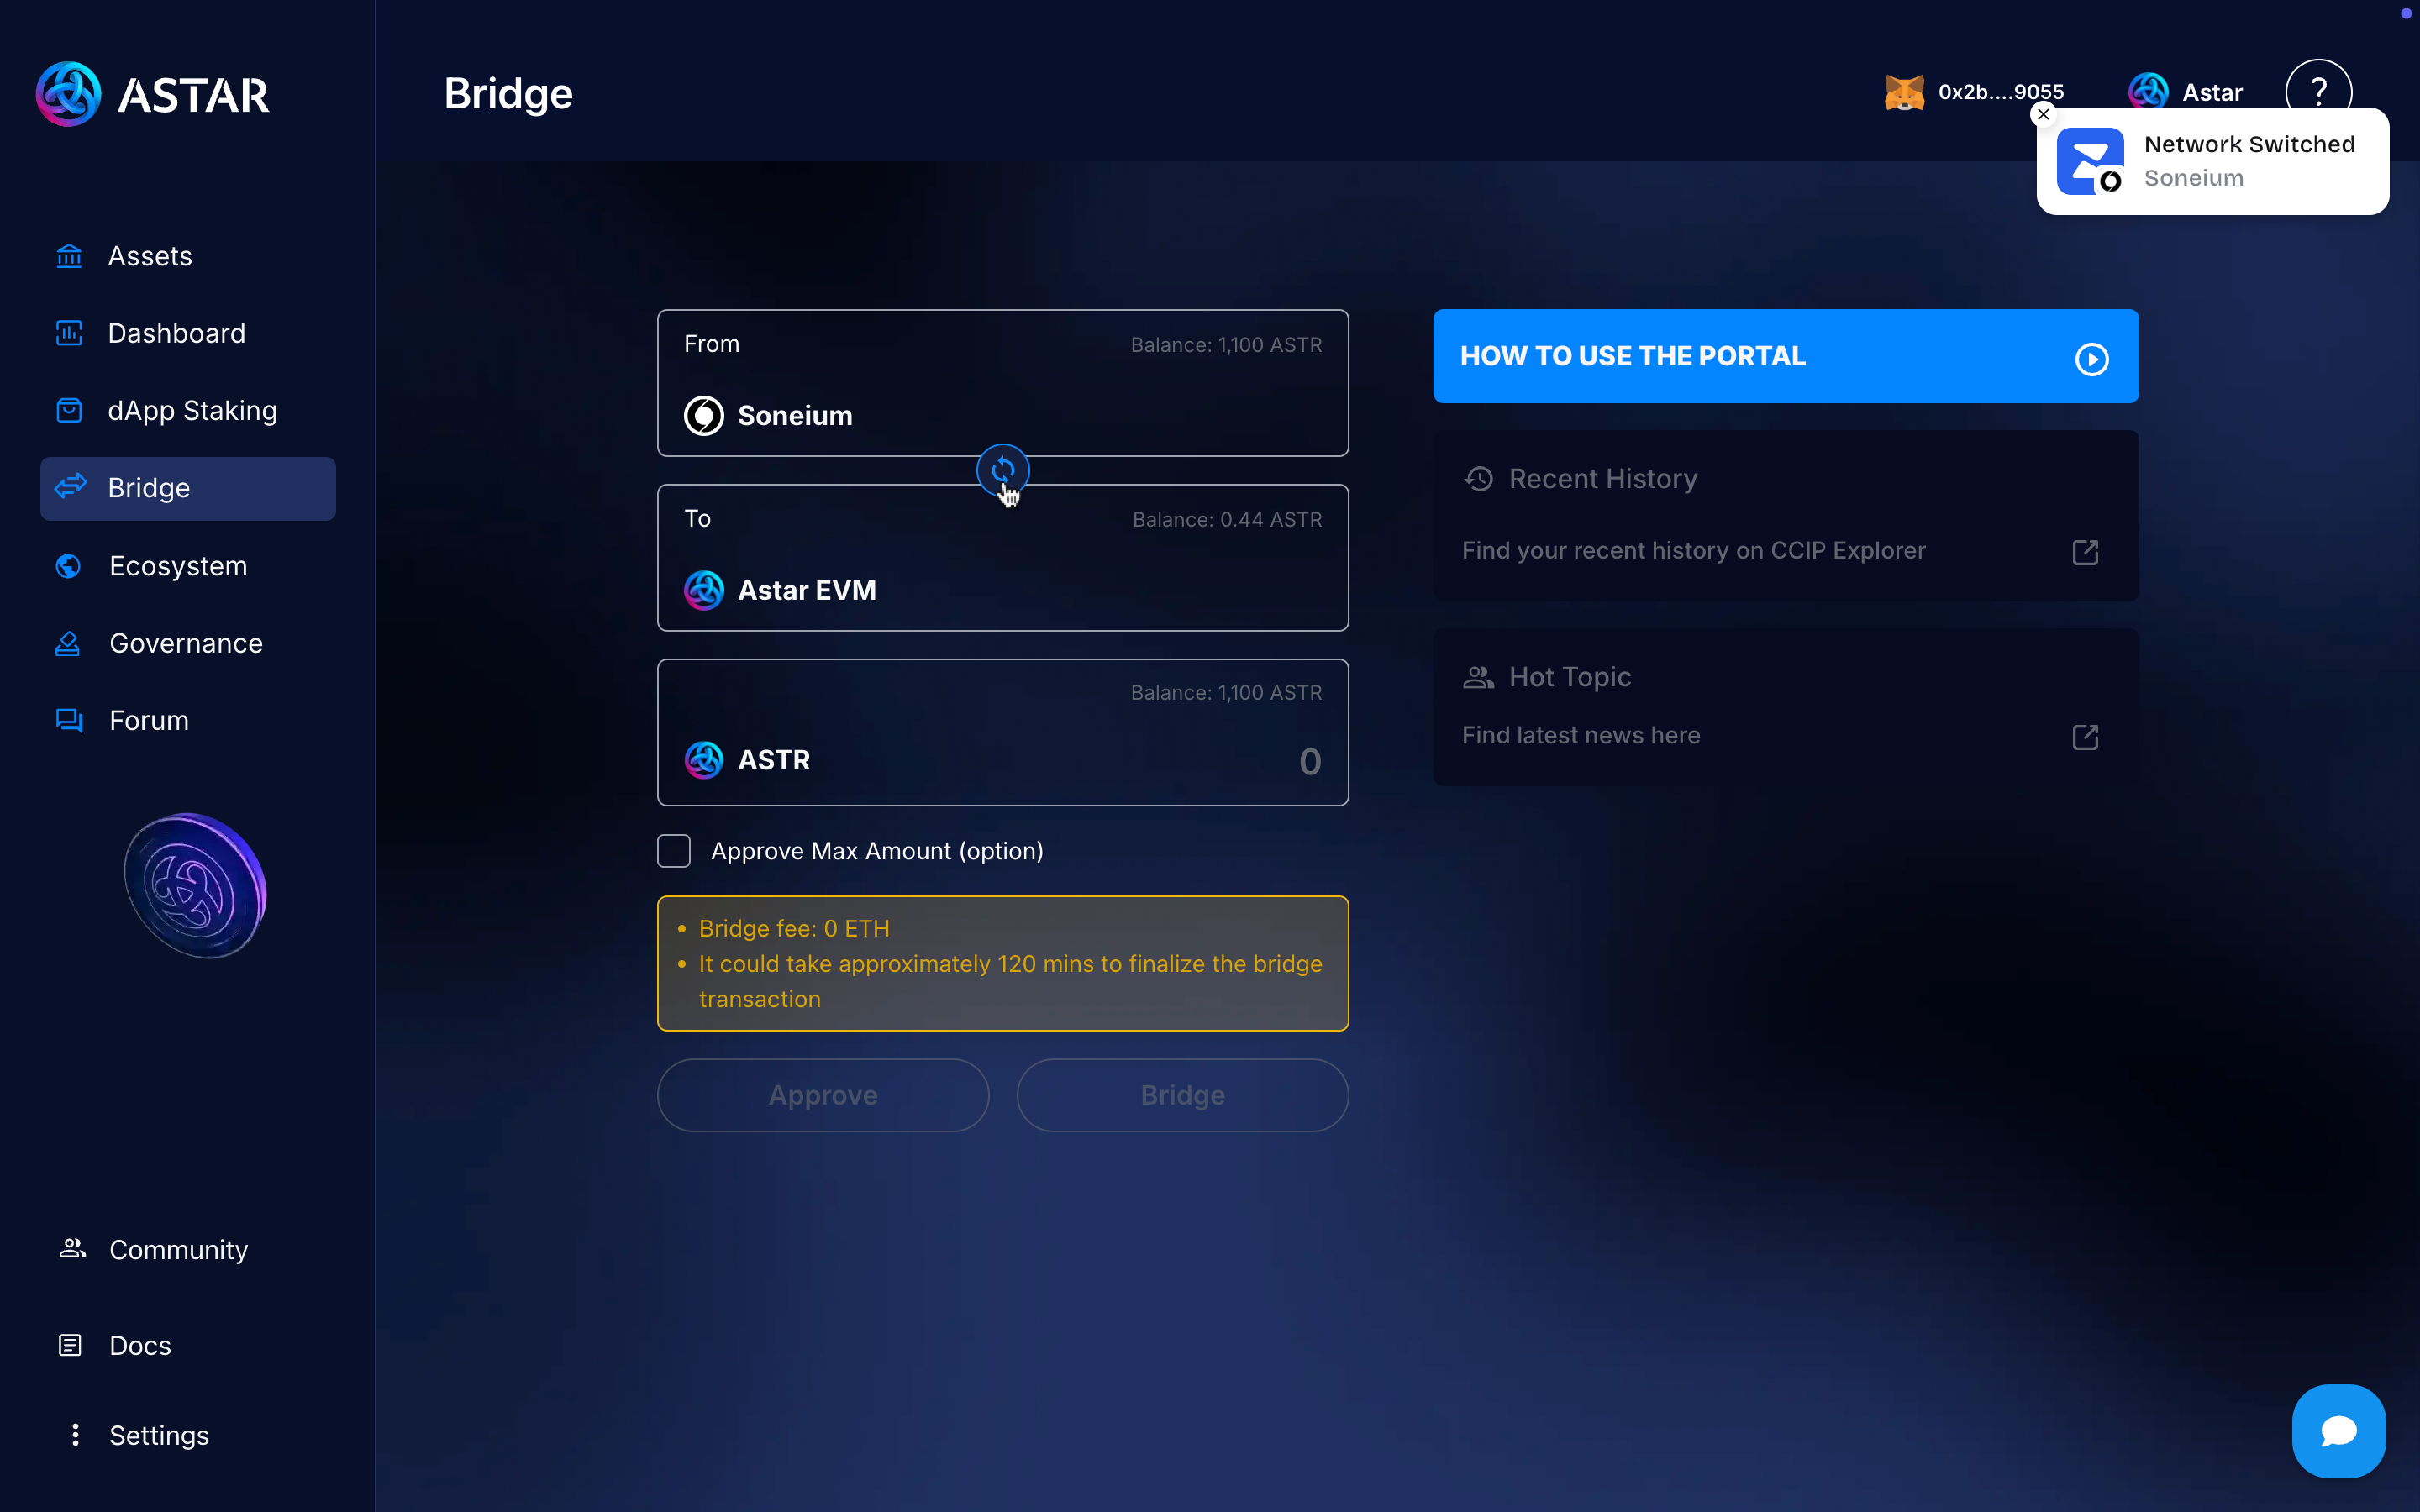 ASTAR
Assets
Dashboard
dApp Staking
Bridge
Ecosystem
Governance
Forum
Community
Docs
Settings
Bridge
0x2b....9055
Astar
?
Network Switched
Soneium
From
Balance: 1,100 ASTR
Soneium
To
Balance: 0.44 ASTR
Astar EVM
Balance: 1,100 ASTR
ASTR
0
Approve Max Amount (option)
• Bridge fee: 0 ETH
• It could take approximately 120 mins to finalize the bridge
transaction
Approve
Bridge
HOW TO USE THE PORTAL
Recent History
Find your recent history on CCIP Explorer
Hot Topic
Find latest news here